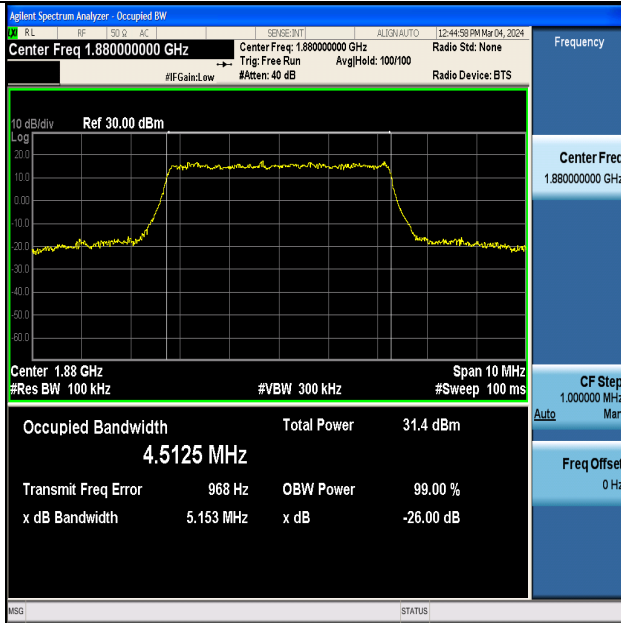 Agilent Spectrum Analyzer - Occupied BW
RL RF 50 Ω AC SENSE:INT ALIGN AUTO 12:44:58 PM Mar 04, 2024
Center Freq 1.880000000 GHz
Center Freq: 1.880000000 GHz
Radio Std: None
Trig: Free Run Avg|Hold: 100/100
#IFGain:Low
#Atten: 40 dB
Radio Device: BTS
10 dB/div Ref 30.00 dBm
Log
20.0
10.0
0.00
-10.0
-20.0
-30.0
-40.0
-50.0
-60.0
Center 1.88 GHz Span 10 MHz
#Res BW 100 kHz #VBW 300 kHz #Sweep 100 ms
Occupied Bandwidth Total Power 31.4 dBm
4.5125 MHz
Transmit Freq Error 968 Hz OBW Power 99.00 %
x dB Bandwidth 5.153 MHz x dB -26.00 dB
MSG STATUS
Frequency
Center Freq
1.880000000 GHz
CF Step
1.000000 MHz
Auto Man
Freq Offset
0 Hz